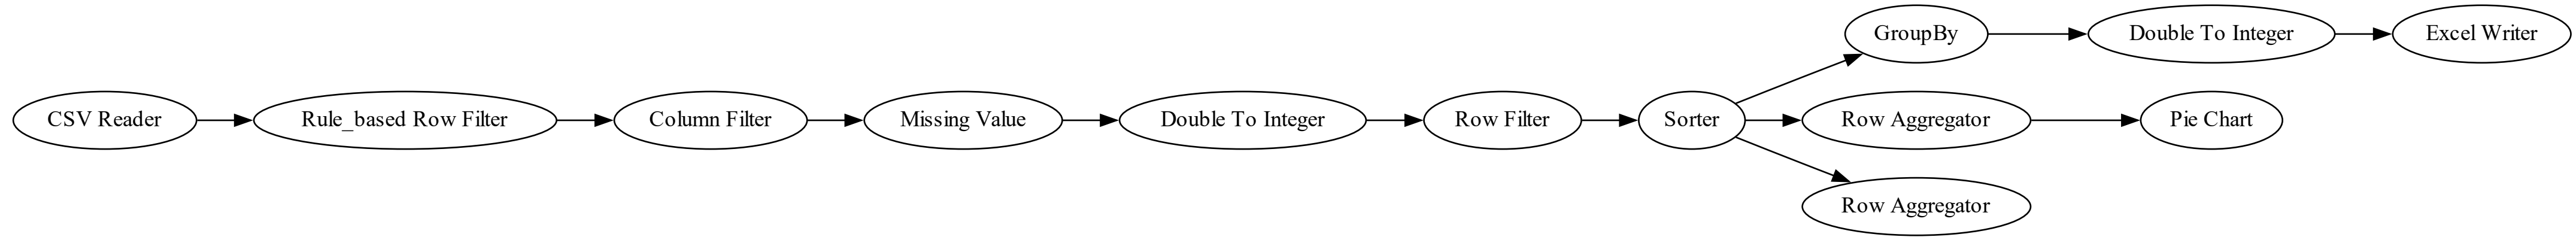 CSV Reader
Rule_based Row Filter
Column Filter
Missing Value
Double To Integer
Row Filter
Sorter
GroupBy
Double To Integer
Excel Writer
Row Aggregator
Pie Chart
Row Aggregator